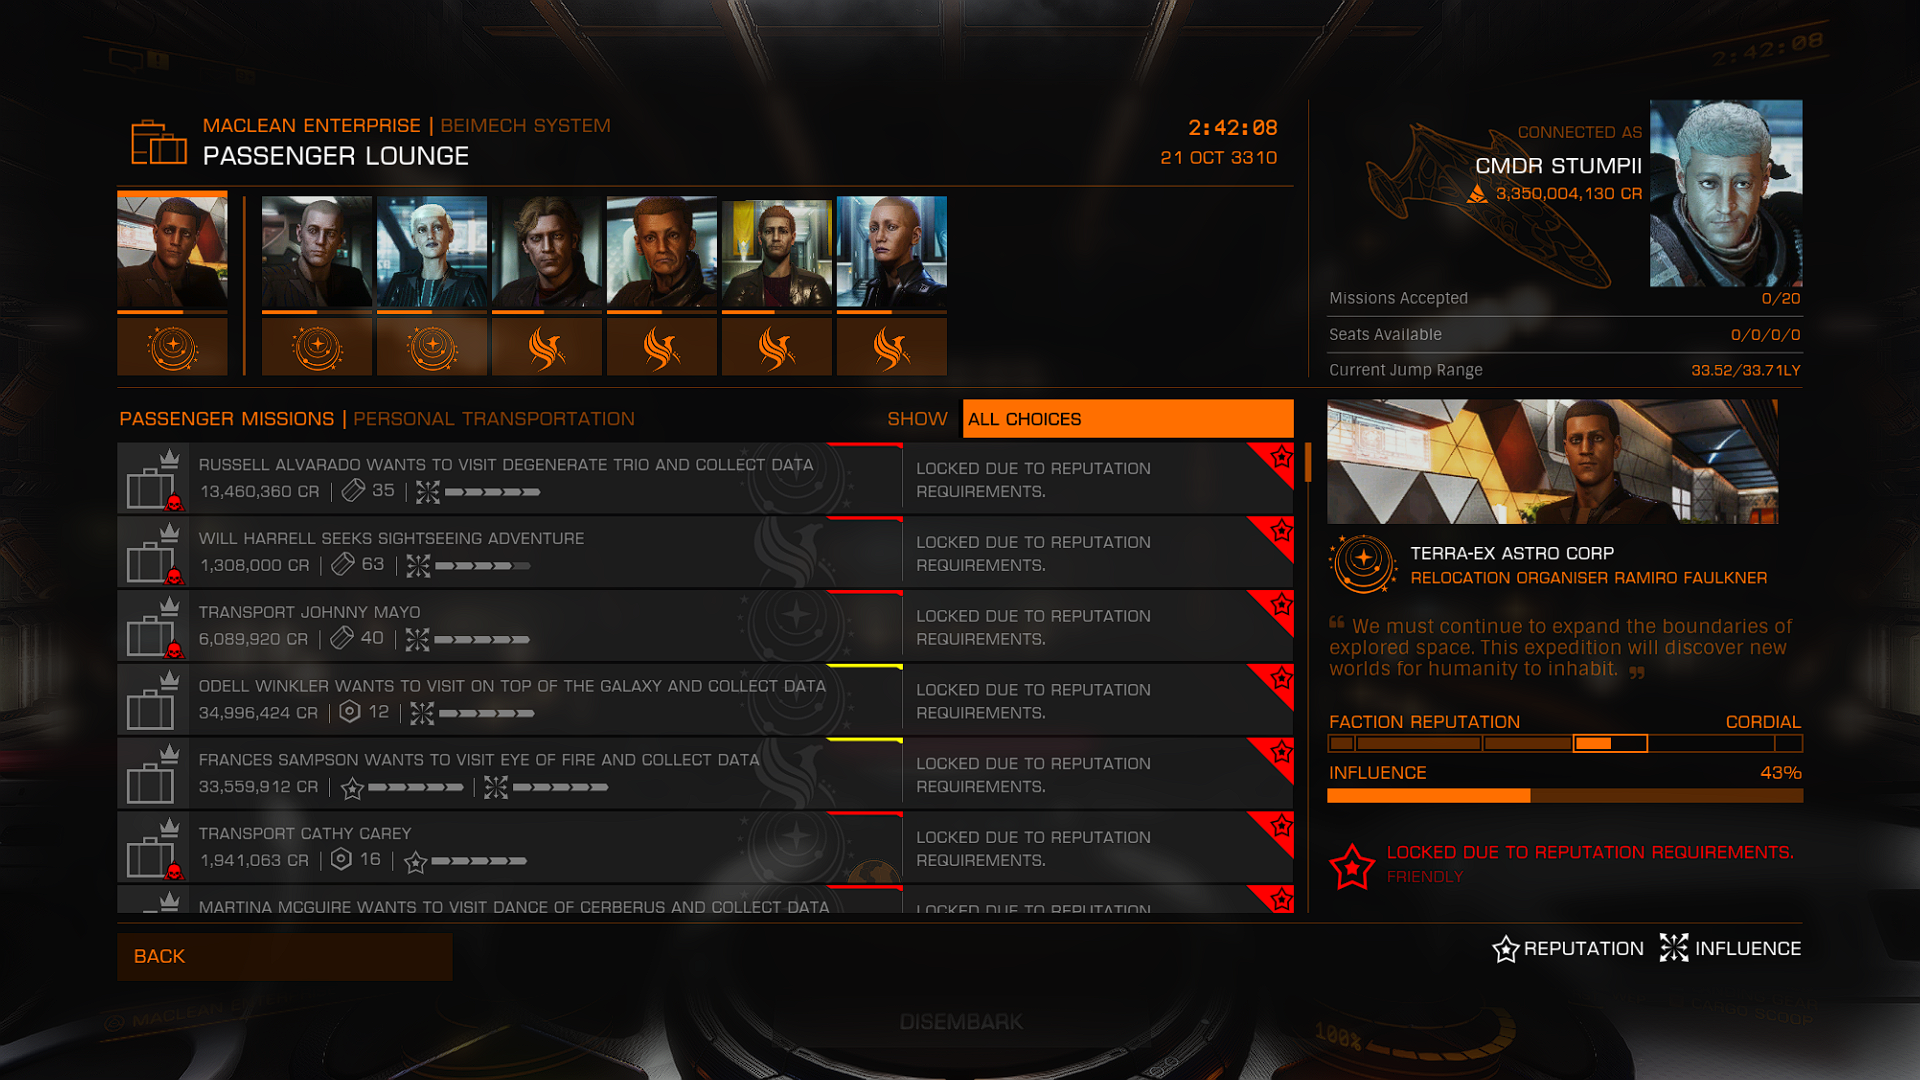 2:42:08
MACLEAN ENTERPRISE | BEIMECH SYSTEM
PASSENGER LOUNGE
2:42:08
21 OCT 3310
CONNECTED AS
CMDR STUMPII
3,350,004,130 CR
Missions Accepted 0/20
Seats Available 0/0/0/0
Current Jump Range 33.52/33.71LY
PASSENGER MISSIONS | PERSONAL TRANSPORTATION
SHOW ALL CHOICES
RUSSELL ALVARADO WANTS TO VISIT DEGENERATE TRIO AND COLLECT DATA
13,460,360 CR | 35 |
LOCKED DUE TO REPUTATION
REQUIREMENTS.
WILL HARRELL SEEKS SIGHTSEEING ADVENTURE
1,308,000 CR | 63 |
LOCKED DUE TO REPUTATION
REQUIREMENTS.
TRANSPORT JOHNNY MAYO
6,089,920 CR | 40 |
LOCKED DUE TO REPUTATION
REQUIREMENTS.
ODELL WINKLER WANTS TO VISIT ON TOP OF THE GALAXY AND COLLECT DATA
34,996,424 CR | 12 |
LOCKED DUE TO REPUTATION
REQUIREMENTS.
FRANCES SAMPSON WANTS TO VISIT EYE OF FIRE AND COLLECT DATA
33,559,912 CR |
LOCKED DUE TO REPUTATION
REQUIREMENTS.
TRANSPORT CATHY CAREY
1,941,063 CR | 16 |
LOCKED DUE TO REPUTATION
REQUIREMENTS.
MARTINA MCGUIRE WANTS TO VISIT DANCE OF CERBERUS AND COLLECT DATA
LOCKED DUE TO REPUTATION
TERRA-EX ASTRO CORP
RELOCATION ORGANISER RAMIRO FAULKNER
“ We must continue to expand the boundaries of
explored space. This expedition will discover new
worlds for humanity to inhabit. ”
FACTION REPUTATION CORDIAL
INFLUENCE 43%
LOCKED DUE TO REPUTATION REQUIREMENTS.
FRIENDLY
BACK
REPUTATION INFLUENCE
DISEMBARK
100%